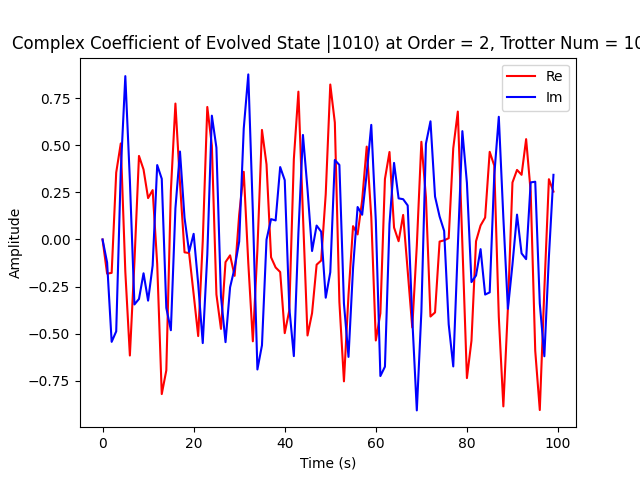 Complex Coefficient of Evolved State |1010⟩ at Order = 2, Trotter Num = 10
Re
Im
Amplitude
0.75
0.50
0.25
0.00
−0.25
−0.50
−0.75
0 20 40 60 80 100
Time (s)